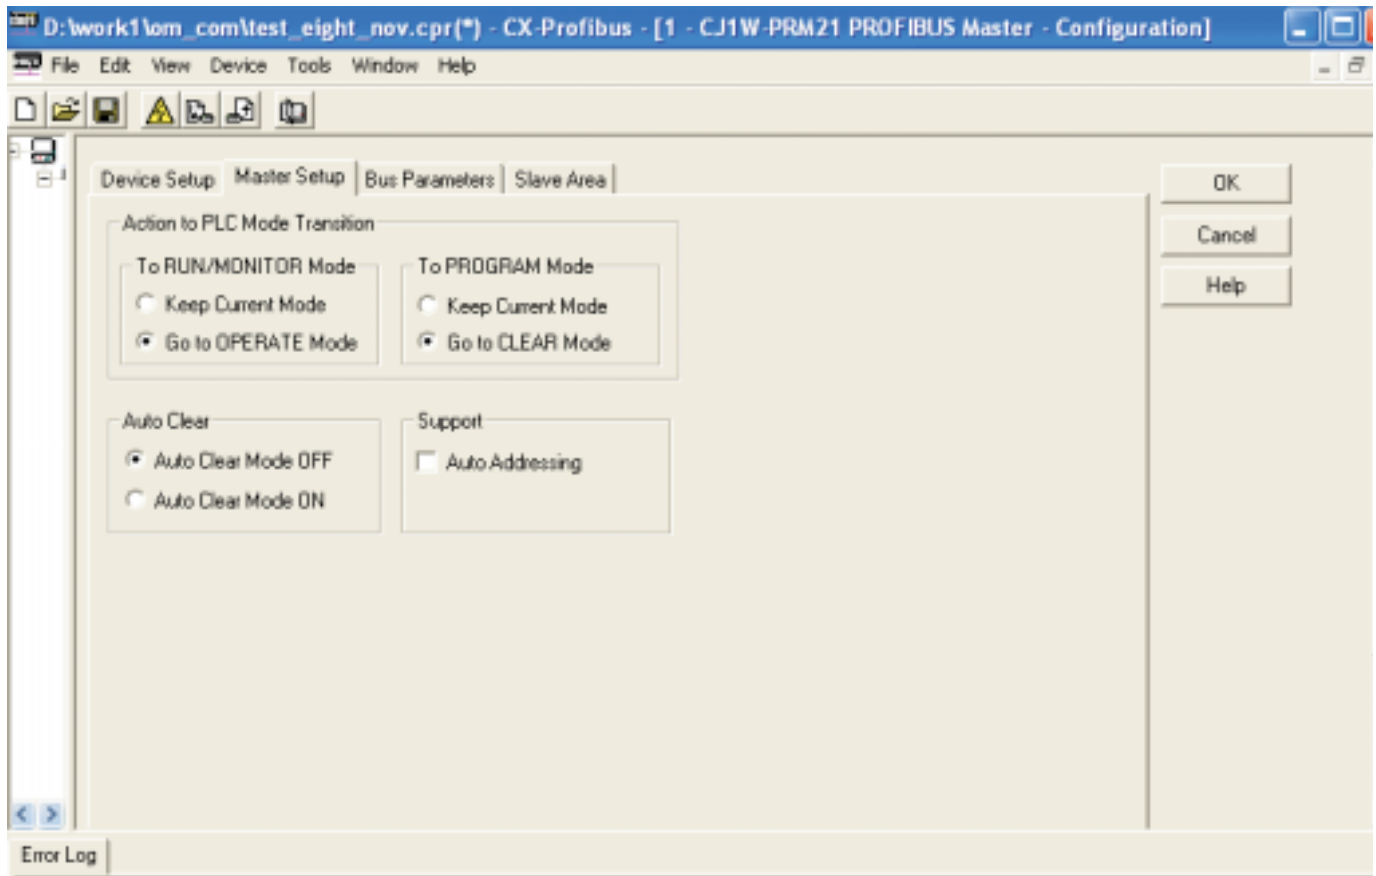 D:\work1\om_com\test_eight_nov.cpr(*) - CX-Profibus - [1 - CJ1W-PRM21 PROFIBUS Master - Configuration]
File Edit View Device Tools Window Help
Device Setup Master Setup Bus Parameters Slave Area
OK
Cancel
Help
Action to PLC Mode Transition
To RUN/MONITOR Mode
Keep Current Mode
Go to OPERATE Mode
To PROGRAM Mode
Keep Current Mode
Go to CLEAR Mode
Auto Clear
Auto Clear Mode OFF
Auto Clear Mode ON
Support
Auto Addressing
Error Log